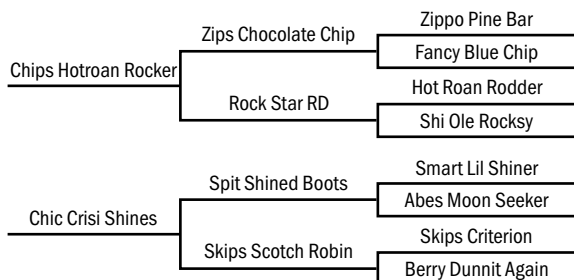 Zippo Pine Bar
Zips Chocolate Chip
Fancy Blue Chip
Chips Hotroan Rocker
Hot Roan Rodder
Rock Star RD
Shi Ole Rocksy
Smart Lil Shiner
Spit Shined Boots
Abes Moon Seeker
Chic Crisi Shines
Skips Criterion
Skips Scotch Robin
Berry Dunnit Again